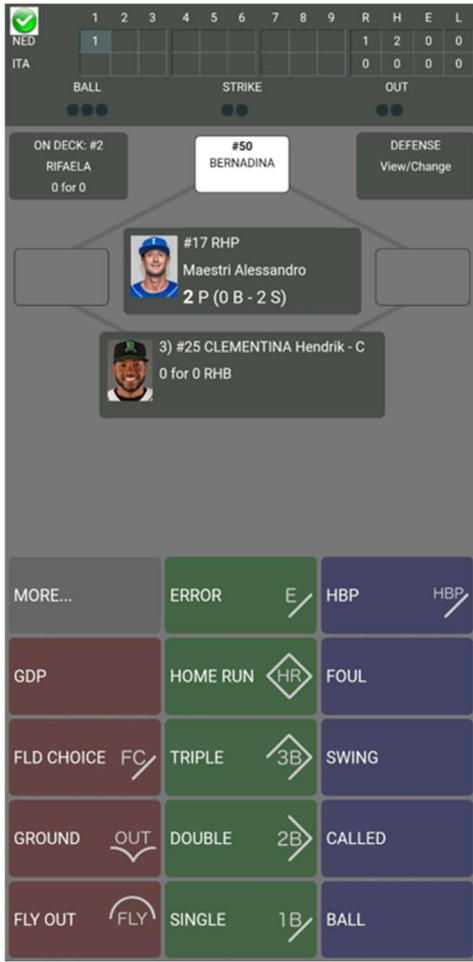 1 2 3 4 5 6 7 8 9 R H E L
NED 1 1 2 0 0
ITA 0 0 0 0
BALL STRIKE OUT
ON DECK: #2
RIFAELA
0 for 0
#50
BERNADINA
DEFENSE
View/Change
#17 RHP
Maestri Alessandro
2 P (0 B - 2 S)
3) #25 CLEMENTINA Hendrik - C
0 for 0 RHB
MORE... ERROR E HBP HBP
GDP HOME RUN HR FOUL
FLD CHOICE FC TRIPLE 3B SWING
GROUND OUT DOUBLE 2B CALLED
FLY OUT FLY SINGLE 1B BALL